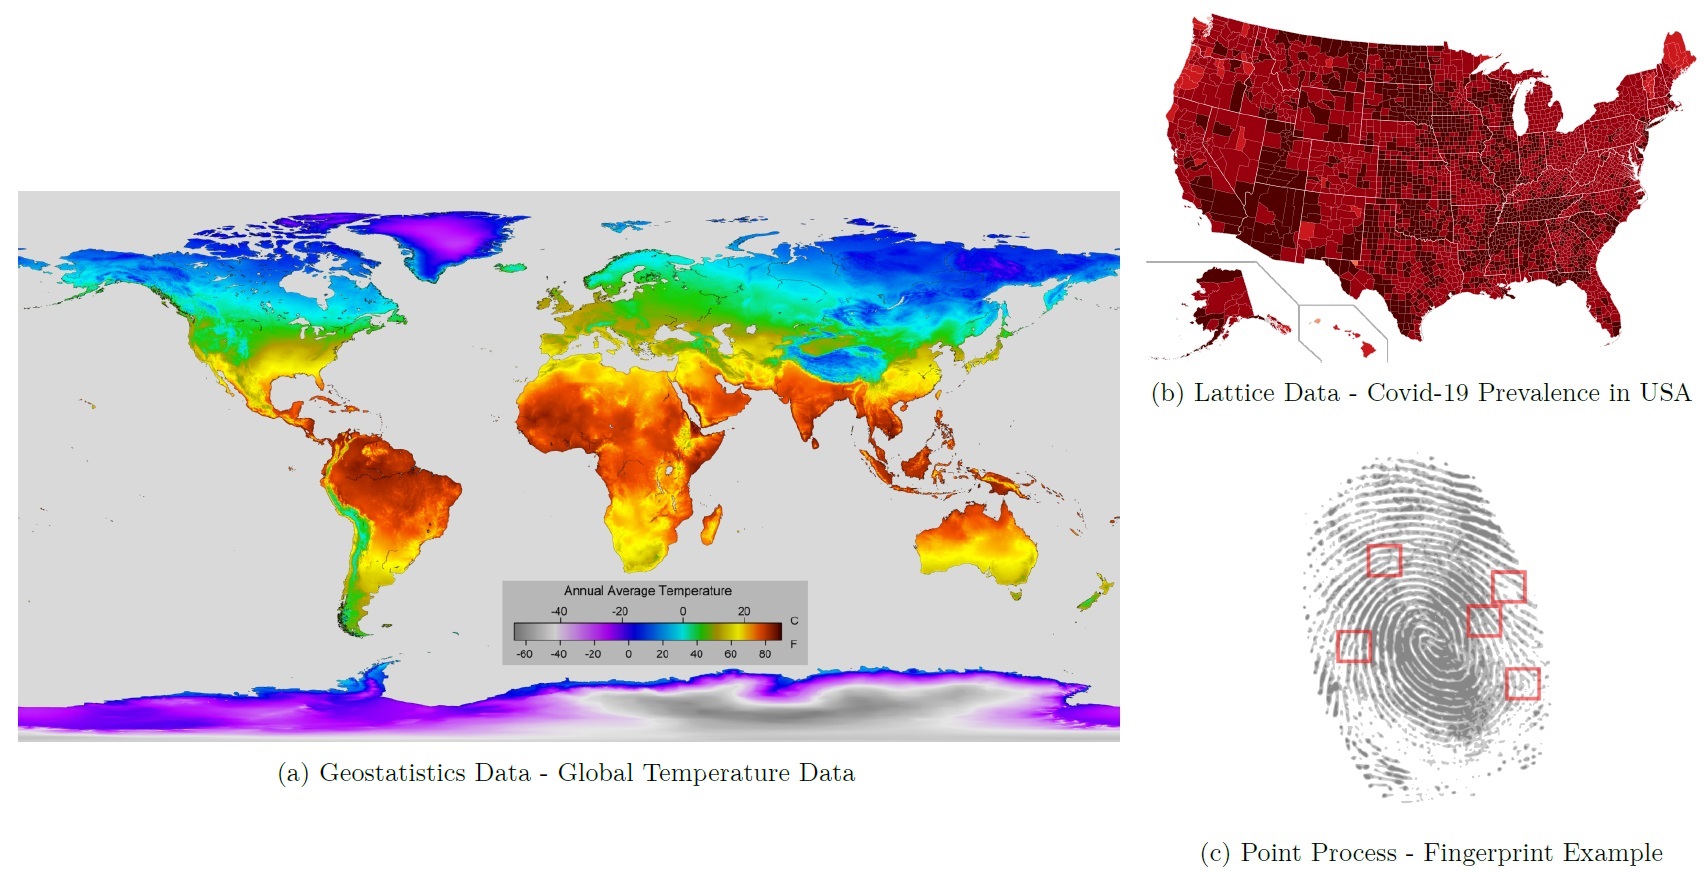 Annual Average Temperature
-40 -20 0 20 C
-60 -40 -20 0 20 40 60 80 F
(a) Geostatistics Data - Global Temperature Data
(b) Lattice Data - Covid-19 Prevalence in USA
(c) Point Process - Fingerprint Example